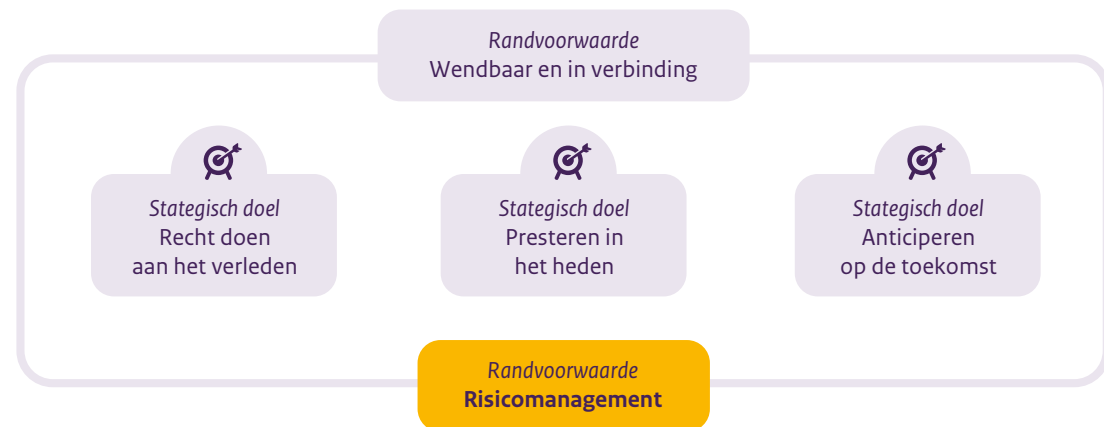 Randvoorwaarde
Wendbaar en in verbinding
Stategisch doel
Recht doen
aan het verleden
Stategisch doel
Presteren in
het heden
Stategisch doel
Anticiperen
op de toekomst
Randvoorwaarde
Risicomanagement